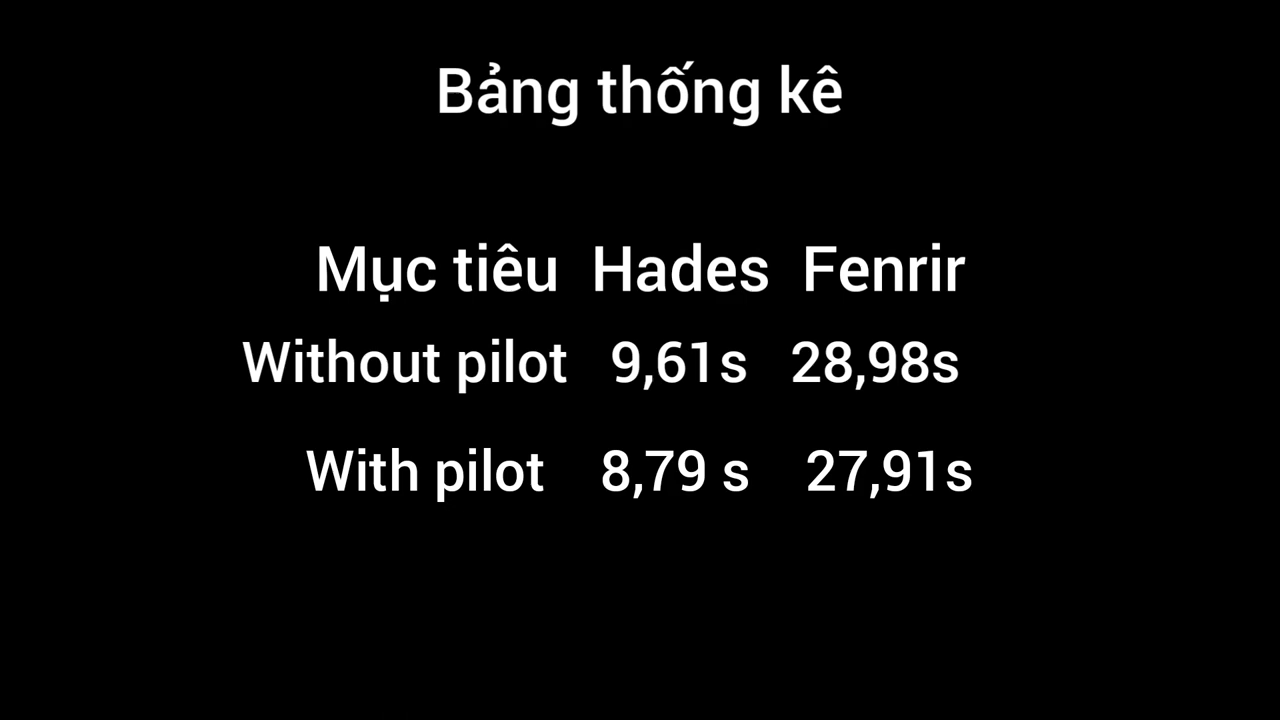 Bảng thống kê
Mục tiêu Hades Fenrir
Without pilot 9,61s 28,98s
With pilot 8,79 s 27,91s